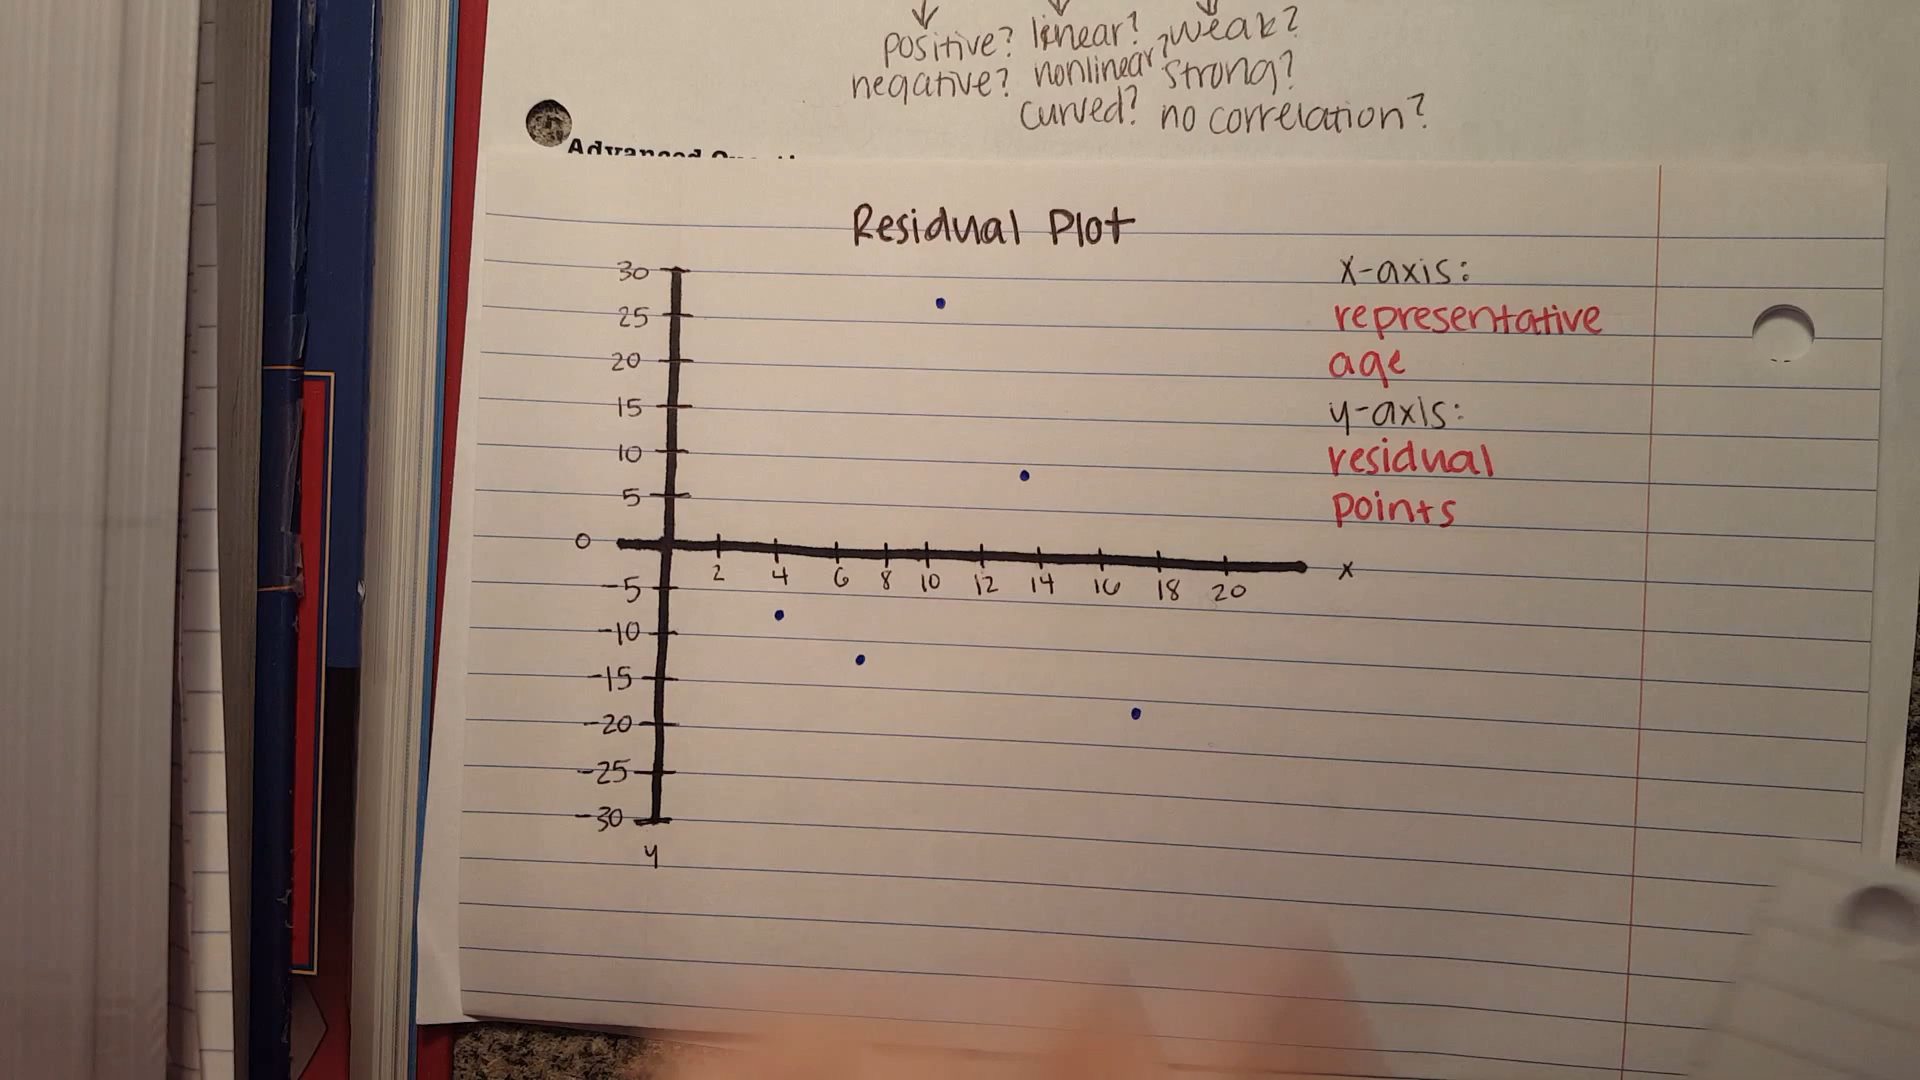 positive? linear? weak?
negative? nonlinear? strong?
curved? no correlation?
Advanced
Residual Plot
30
25
20
15
10
5
0
-5
-10
-15
-20
-25
-30
y
2 4 6 8 10 12 14 16 18 20 x
x-axis:
representative
age
y-axis:
residual
points